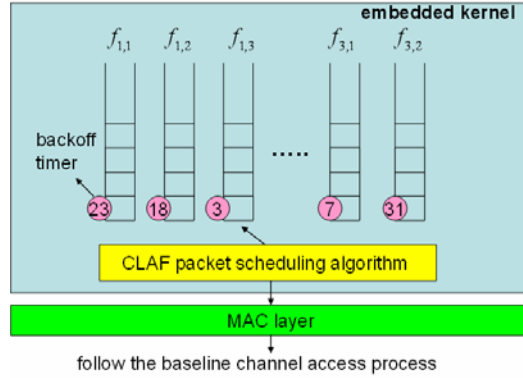 embedded kernel
f1,1 f1,2 f1,3 f3,1 f3,2
backoff
timer
.....
23 18 3 7 31
CLAF packet scheduling algorithm
MAC layer
follow the baseline channel access process